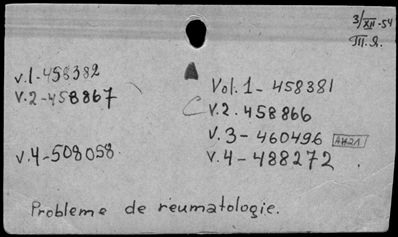 3/XII-54
Ш.Я.
v.1-458382
v.2-458867
v.4-508058
Vol. 1-458381
v.2. 458866
v.3-460496
v.4-488272
Probleme de reumatologie.